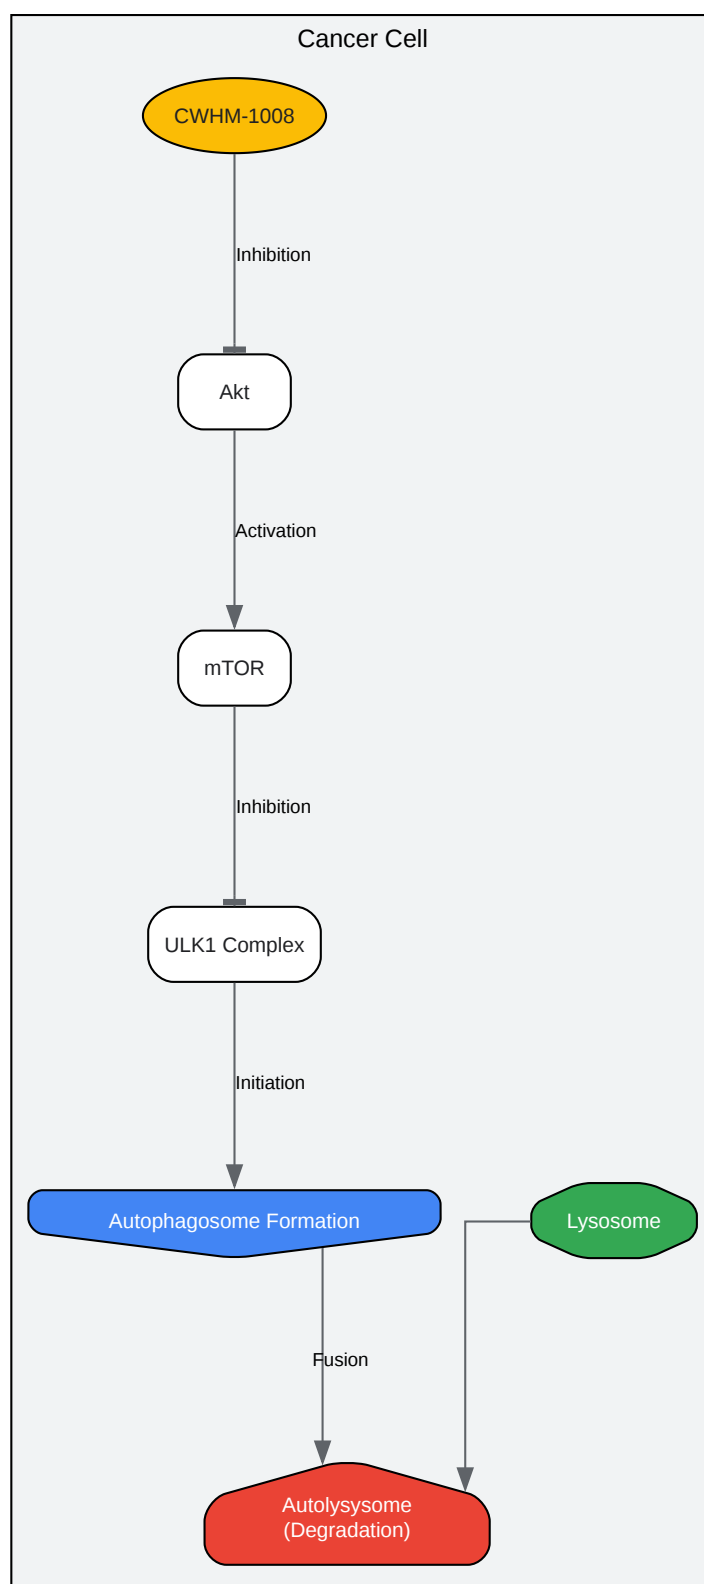 Cancer Cell
CWHM-1008
Inhibition
Akt
Activation
mTOR
Inhibition
ULK1 Complex
Initiation
Autophagosome Formation
Lysosome
Fusion
Autolysysome
(Degradation)